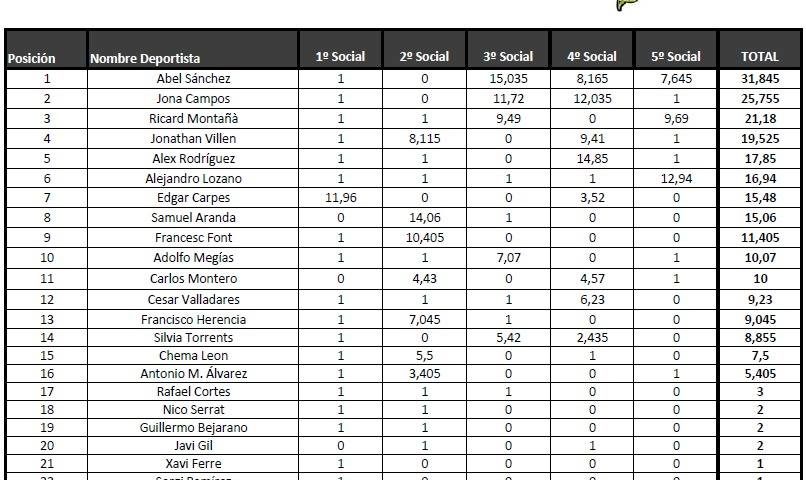 Posición Nombre Deportista 1º Social 2º Social 3º Social 4º Social 5º Social TOTAL
1 Abel Sánchez 1 0 15,035 8,165 7,645 31,845
2 Jona Campos 1 0 11,72 12,035 1 25,755
3 Ricard Montañà 1 1 9,49 0 9,69 21,18
4 Jonathan Villen 1 8,115 0 9,41 1 19,525
5 Alex Rodríguez 1 1 0 14,85 1 17,85
6 Alejandro Lozano 1 1 1 1 12,94 16,94
7 Edgar Carpes 11,96 0 0 3,52 0 15,48
8 Samuel Aranda 0 14,06 1 0 0 15,06
9 Francesc Font 1 10,405 0 0 0 11,405
10 Adolfo Megías 1 1 7,07 0 1 10,07
11 Carlos Montero 0 4,43 0 4,57 1 10
12 Cesar Valladares 1 1 1 6,23 0 9,23
13 Francisco Herencia 1 7,045 1 0 0 9,045
14 Silvia Torrents 1 0 5,42 2,435 0 8,855
15 Chema Leon 1 5,5 0 1 0 7,5
16 Antonio M. Álvarez 1 3,405 0 0 1 5,405
17 Rafael Cortes 1 1 1 0 0 3
18 Nico Serrat 1 1 0 0 0 2
19 Guillermo Bejarano 1 1 0 0 0 2
20 Javi Gil 0 1 0 1 0 2
21 Xavi Ferre 1 0 0 0 0 1